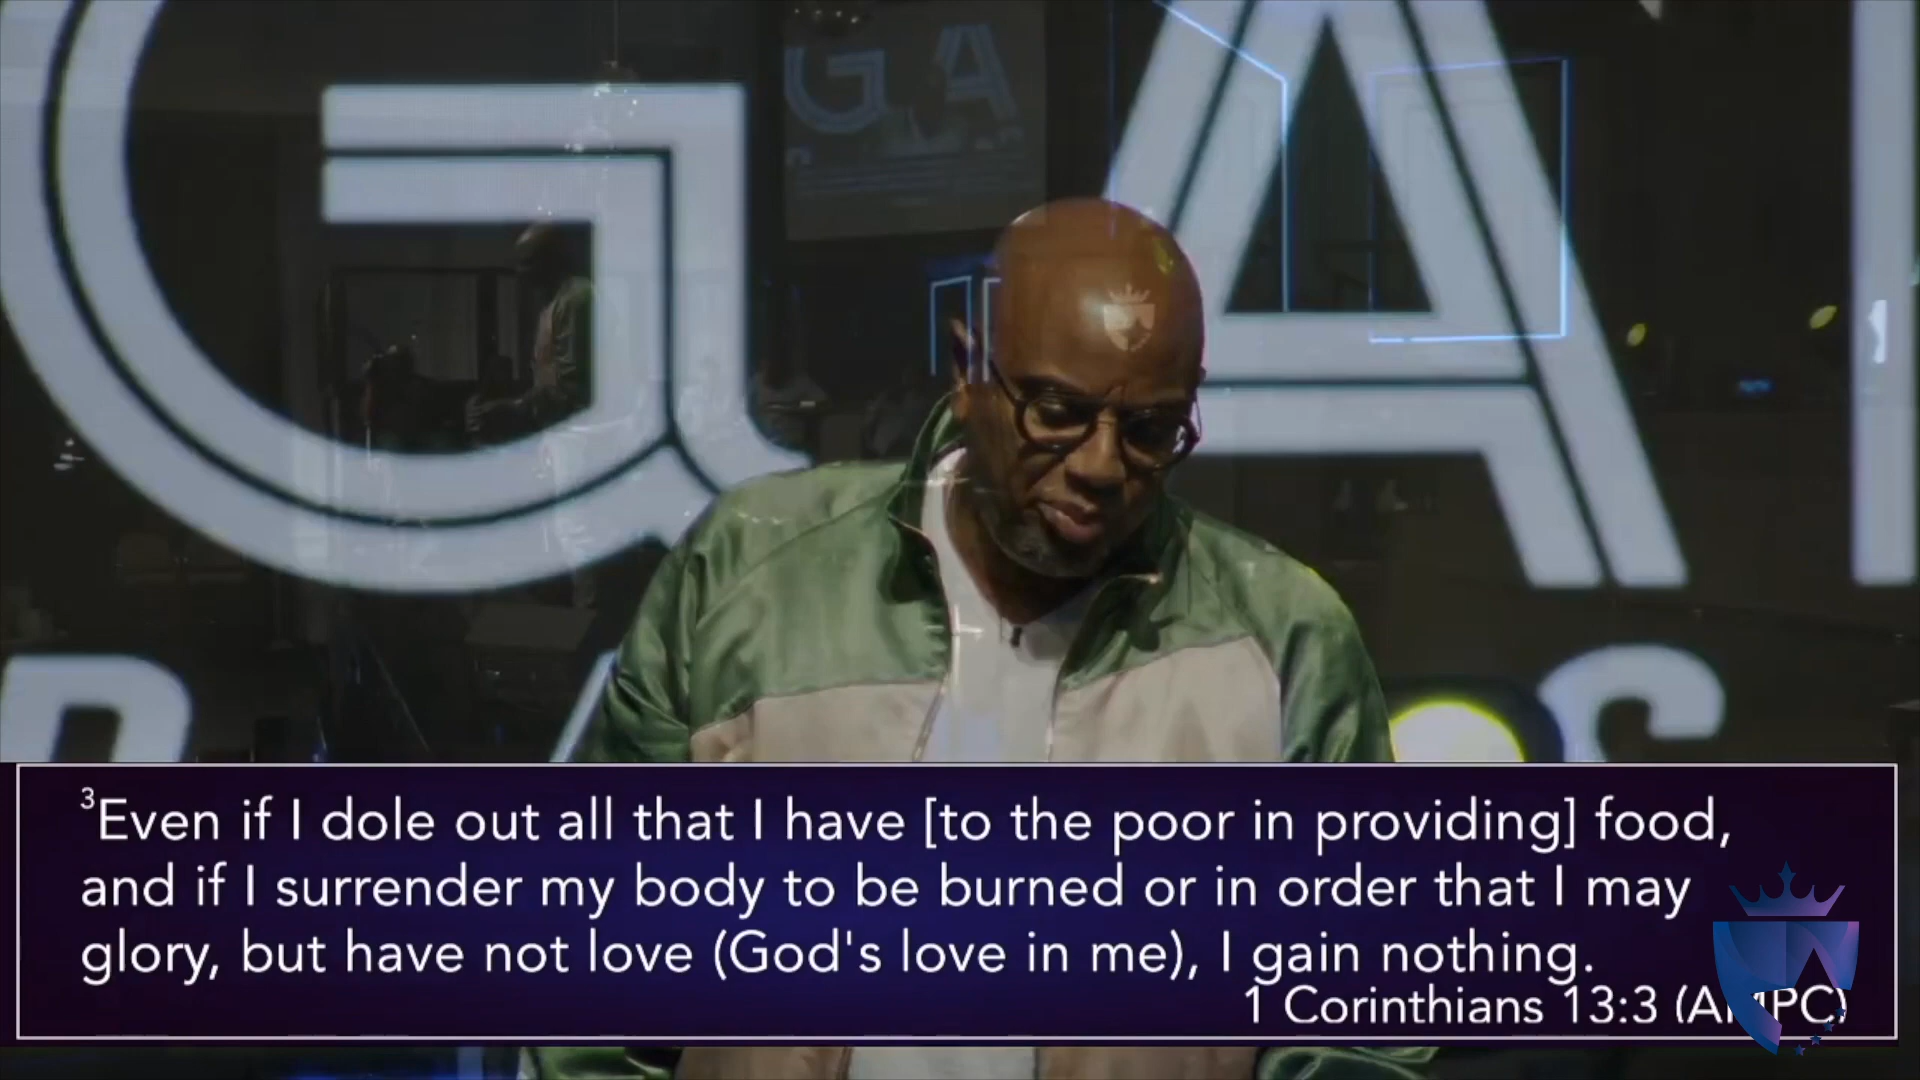 GA
G A
³Even if I dole out all that I have [to the poor in providing] food,
and if I surrender my body to be burned or in order that I may
glory, but have not love (God's love in me), I gain nothing.
1 Corinthians 13:3 (AMPC)